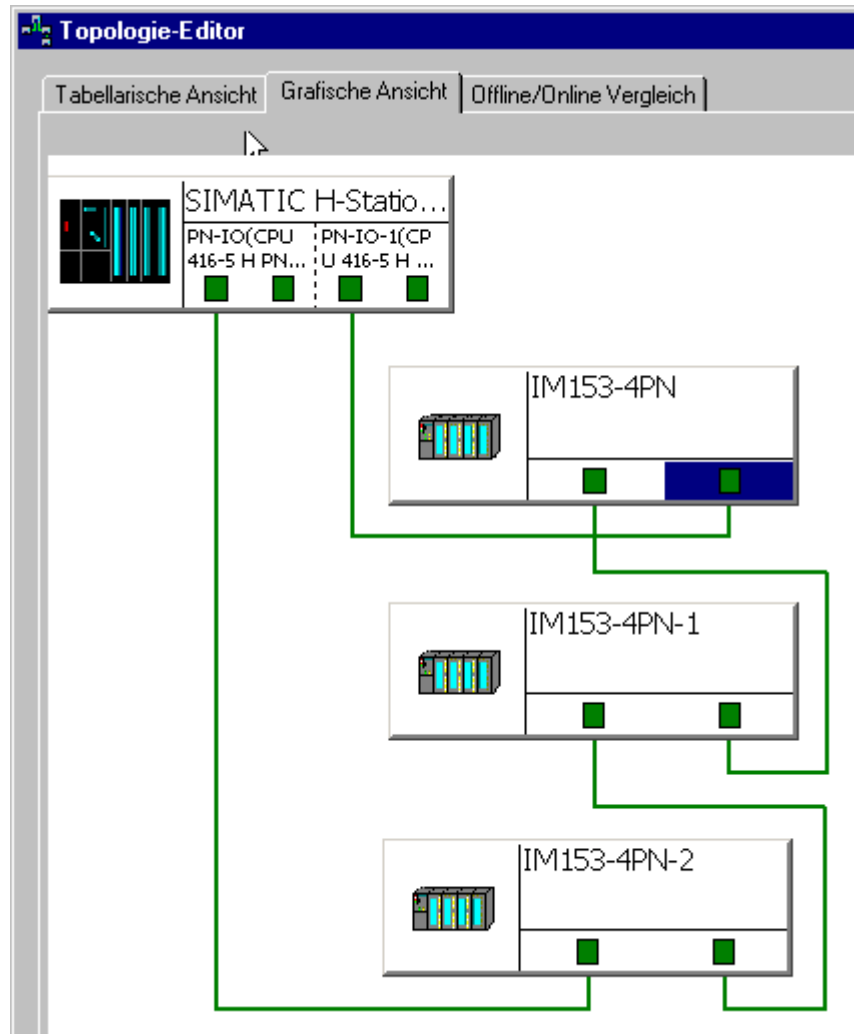 Topologie-Editor
Tabellarische Ansicht Grafische Ansicht Offline/Online Vergleich
SIMATIC H-Statio...
PN-IO(CPU
416-5 H PN...
PN-IO-1(CP
U 416-5 H ...
IM153-4PN
IM153-4PN-1
IM153-4PN-2